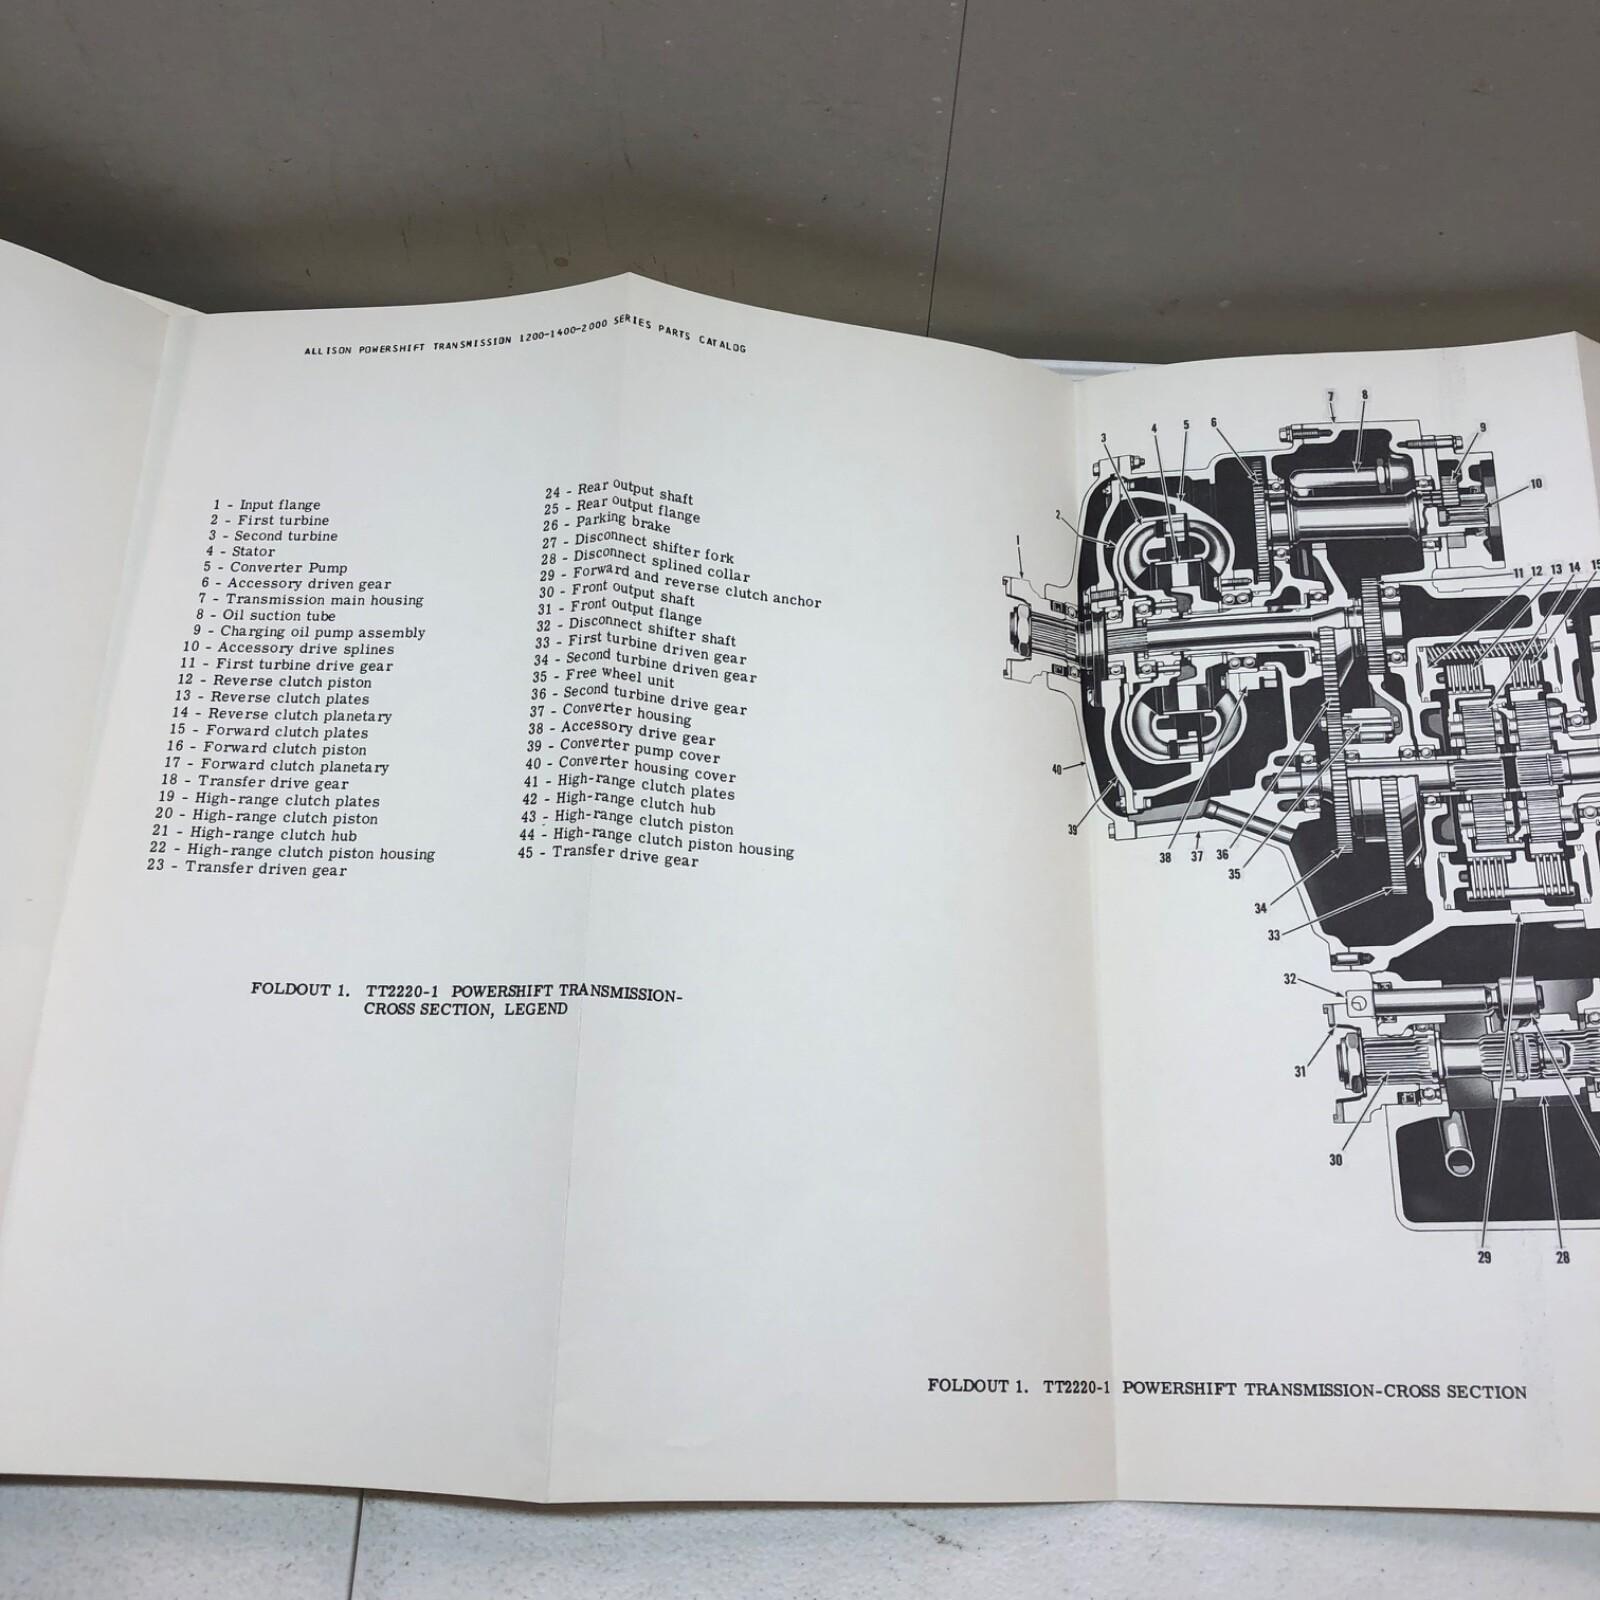 ALLISON POWERSHIFT TRANSMISSION 1200-1400-2000 SERIES PARTS CATALOG
1 - Input flange
2 - First turbine
3 - Second turbine
4 - Stator
5 - Converter Pump
6 - Accessory driven gear
7 - Transmission main housing
8 - Oil suction tube
9 - Charging oil pump assembly
10 - Accessory drive splines
11 - First turbine drive gear
12 - Reverse clutch piston
13 - Reverse clutch plates
14 - Reverse clutch planetary
15 - Forward clutch plates
16 - Forward clutch piston
17 - Forward clutch planetary
18 - Transfer drive gear
19 - High-range clutch plates
20 - High-range clutch piston
21 - High-range clutch hub
22 - High-range clutch piston housing
23 - Transfer driven gear
24 - Rear output shaft
25 - Rear output flange
26 - Parking brake
27 - Disconnect shifter fork
28 - Disconnect splined collar
29 - Forward and reverse clutch anchor
30 - Front output shaft
31 - Front output flange
32 - Disconnect shifter shaft
33 - First turbine driven gear
34 - Second turbine driven gear
35 - Free wheel unit
36 - Second turbine drive gear
37 - Converter housing
38 - Accessory drive gear
39 - Converter pump cover
40 - Converter housing cover
41 - High-range clutch plates
42 - High-range clutch hub
43 - High-range clutch piston
44 - High-range clutch piston housing
45 - Transfer drive gear
FOLDOUT 1. TT2220-1 POWERSHIFT TRANSMISSION-
CROSS SECTION, LEGEND
7 8
3 4 5 6 9
10
2
1
11 12 13 14 15
40
39
38 37 36
35
34
33
32
31
30
29 28
FOLDOUT 1. TT2220-1 POWERSHIFT TRANSMISSION-CROSS SECTION